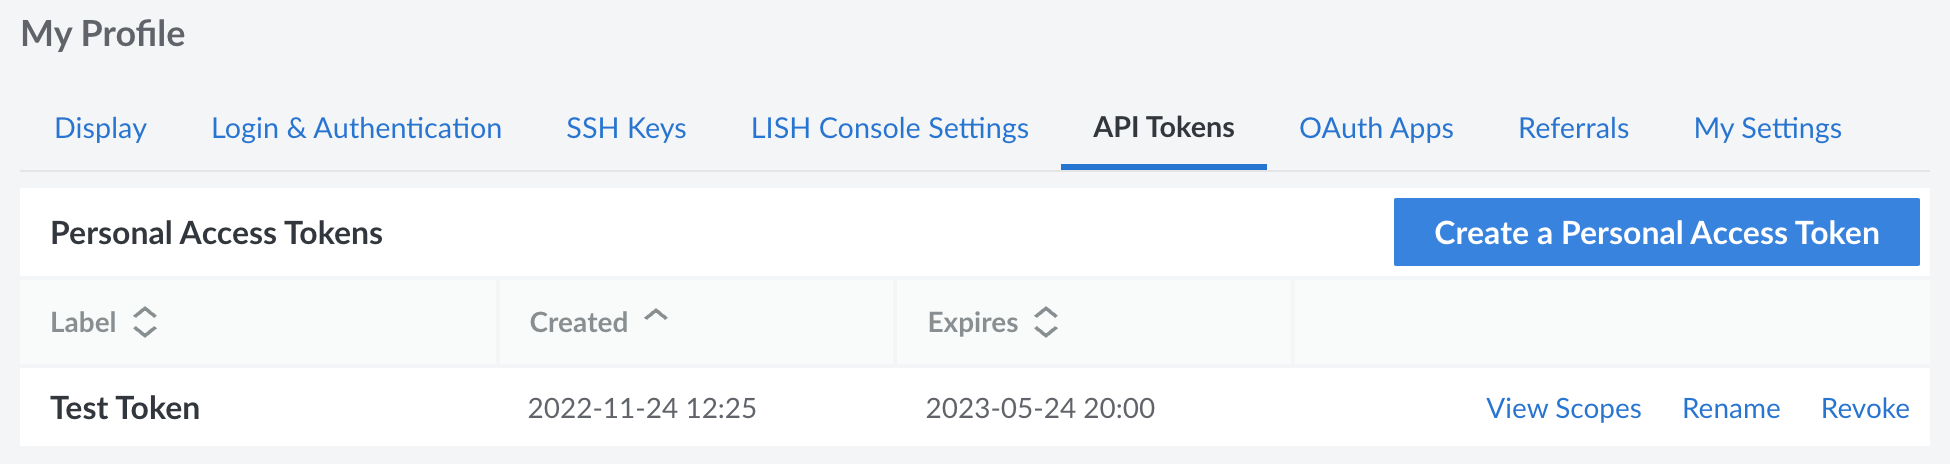 My Profile
Display Login & Authentication SSH Keys LISH Console Settings API Tokens OAuth Apps Referrals My Settings
Personal Access Tokens Create a Personal Access Token
Label Created Expires
Test Token 2022-11-24 12:25 2023-05-24 20:00 View Scopes Rename Revoke